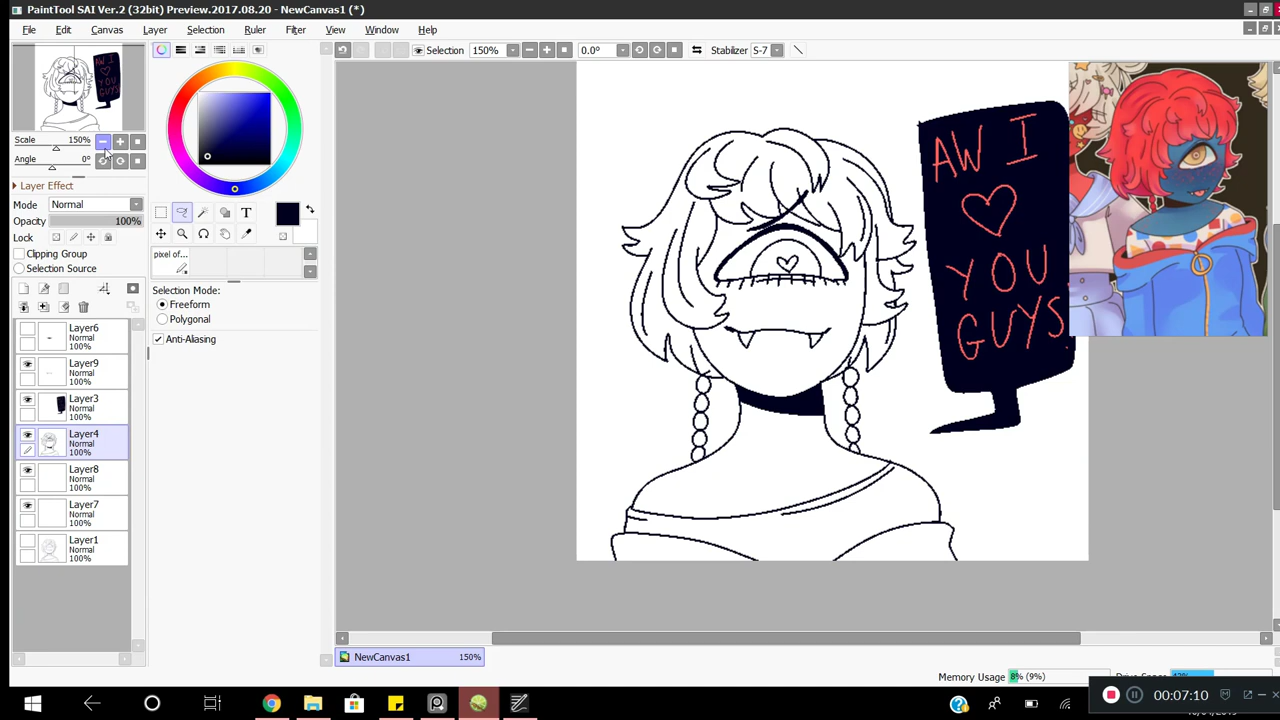 PaintTool SAI Ver.2 (32bit) Preview.2017.08.20 - NewCanvas1 (*)
File Edit Canvas Layer Selection Ruler Filter View Window Help
Selection 150% 0.0° Stabilizer S-7
Scale 150%
Angle 0°
Layer Effect
Mode Normal
Opacity 100%
Lock
Clipping Group
Selection Source
T
pixel of...
Selection Mode:
Freeform
Polygonal
Anti-Aliasing
Layer6
Normal
100%
Layer9
Normal
100%
Layer3
Normal
100%
Layer4
Normal
100%
Layer8
Normal
100%
Layer7
Normal
100%
Layer1
Normal
100%
AW I
YOU
GUYS
NewCanvas1 150%
Memory Usage 8% (9%)
00:07:10